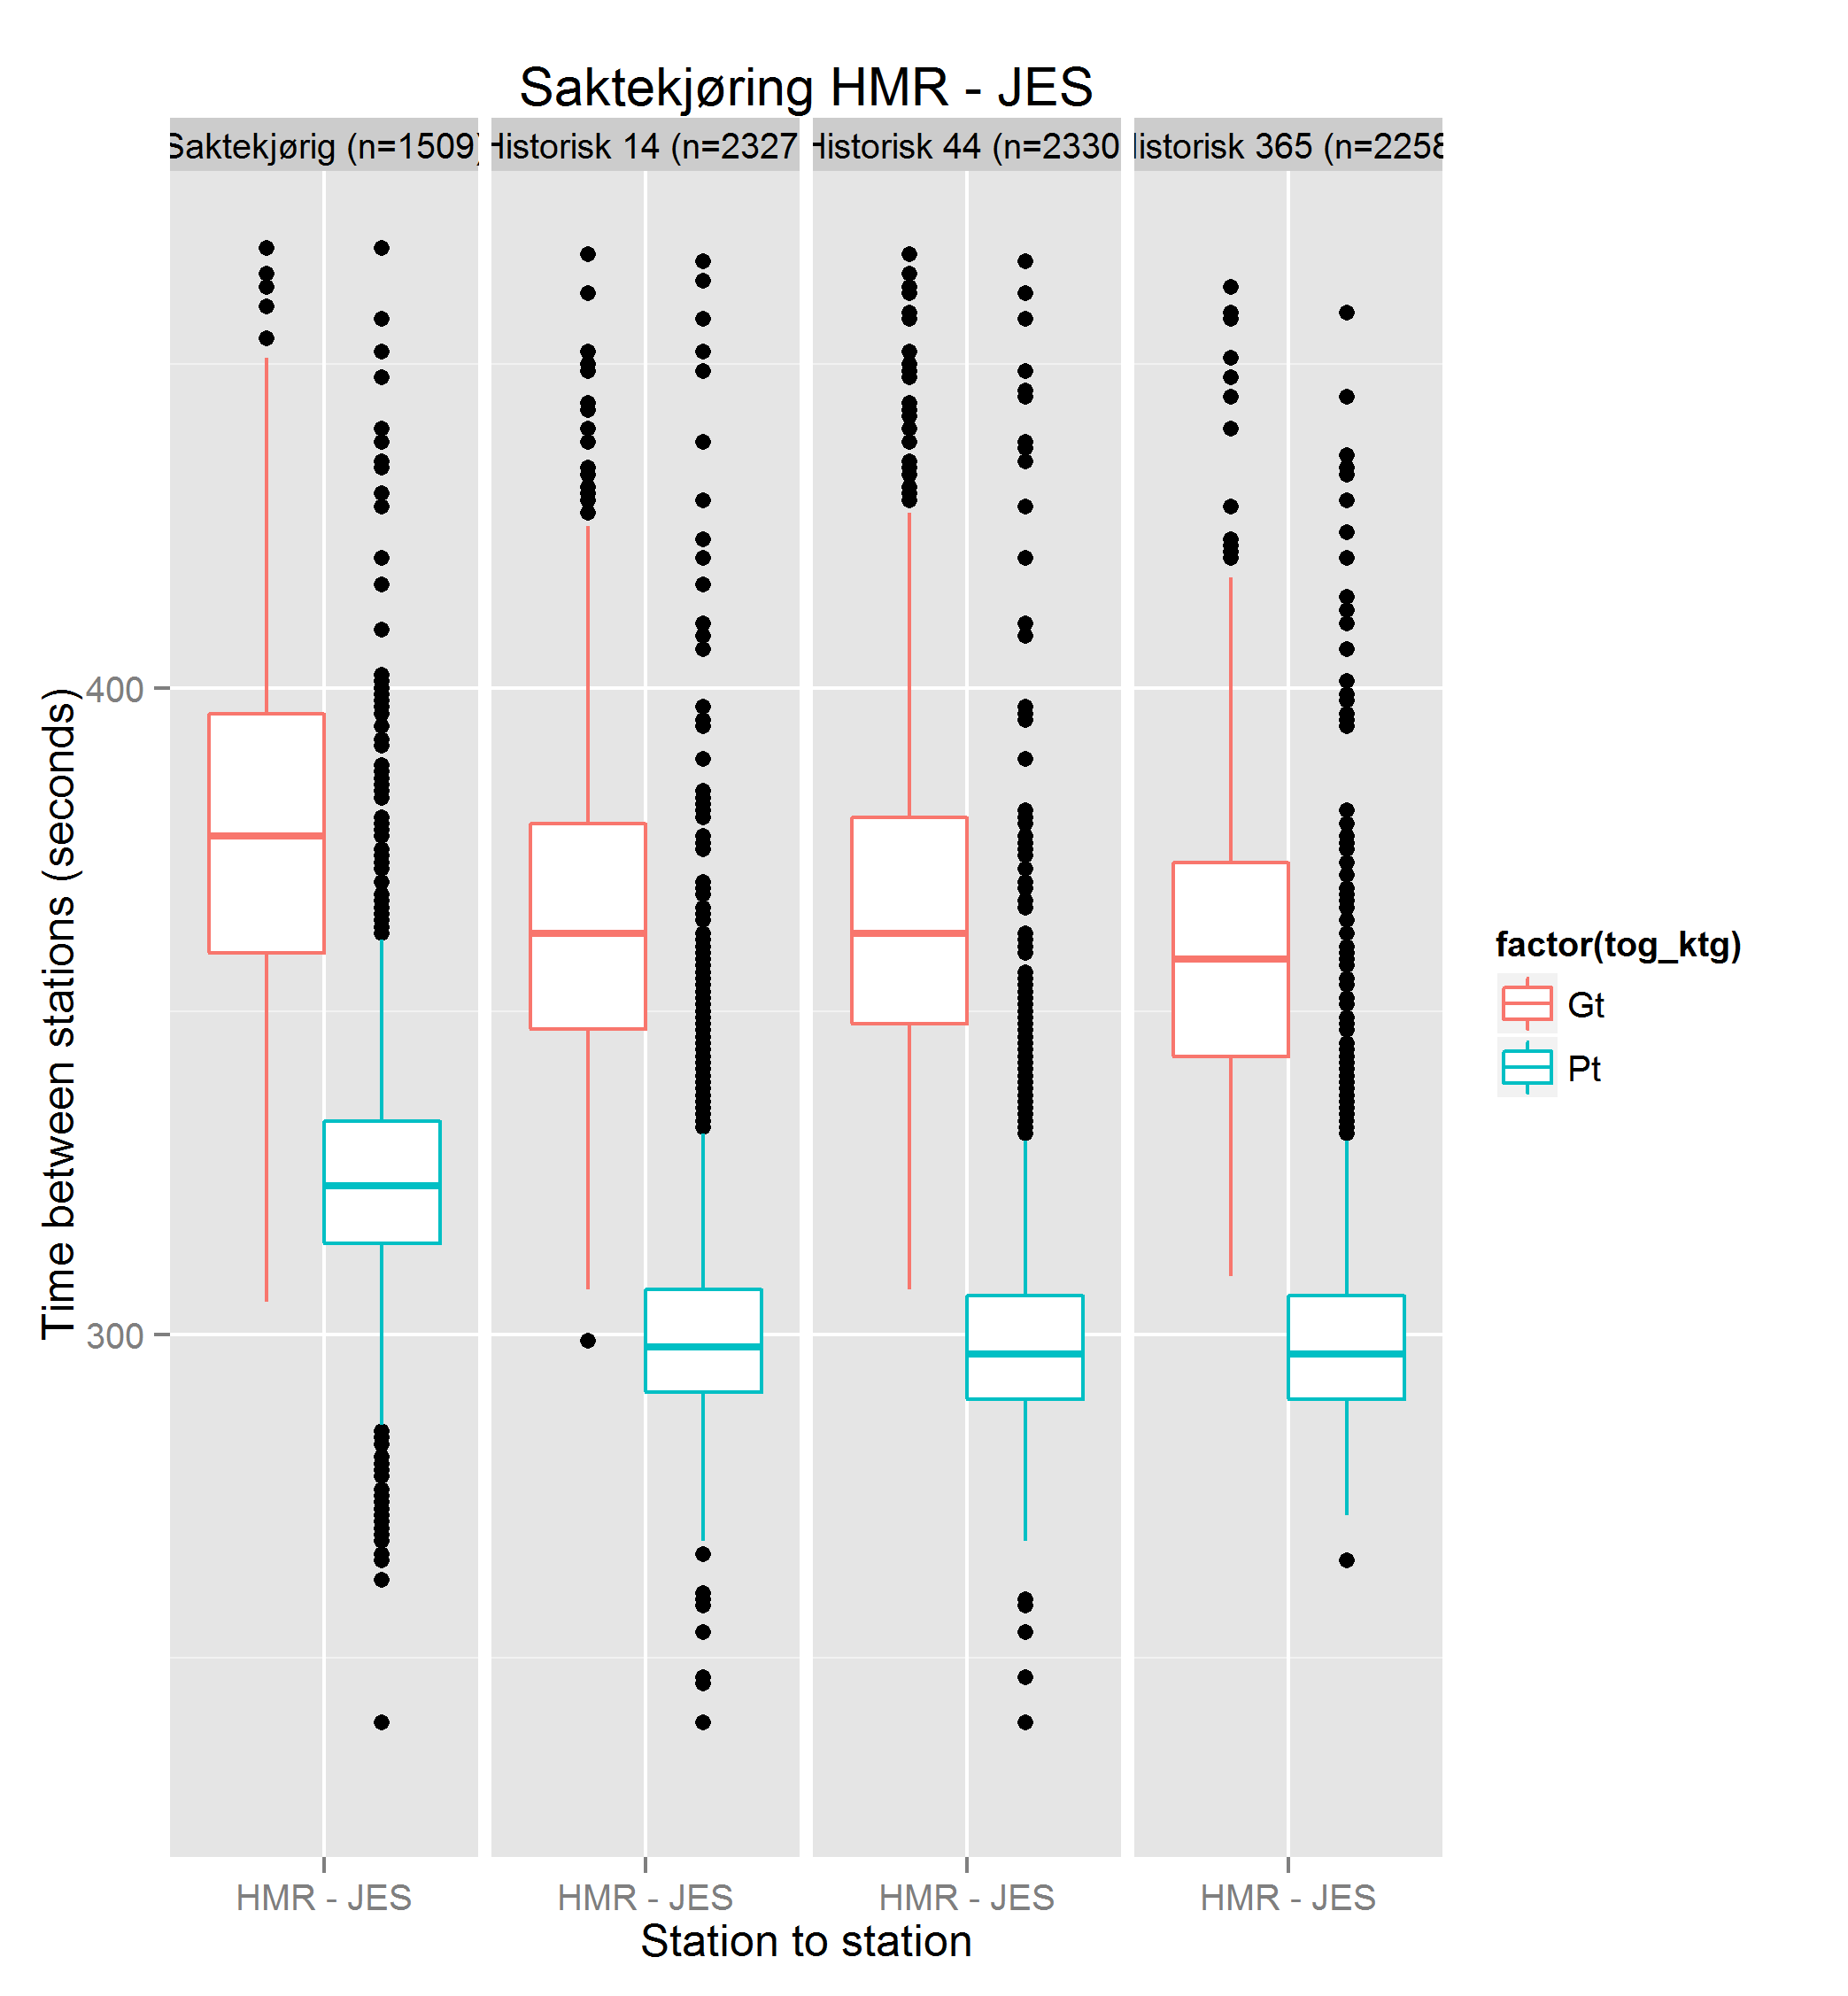 Saktekjøring HMR - JES
Saktekjørig (n=1509) Historisk 14 (n=2327 Historisk 44 (n=2330 Historisk 365 (n=2258
Time between stations (seconds)
400
300
factor(tog_ktg)
Gt
Pt
HMR - JES HMR - JES HMR - JES HMR - JES
Station to station